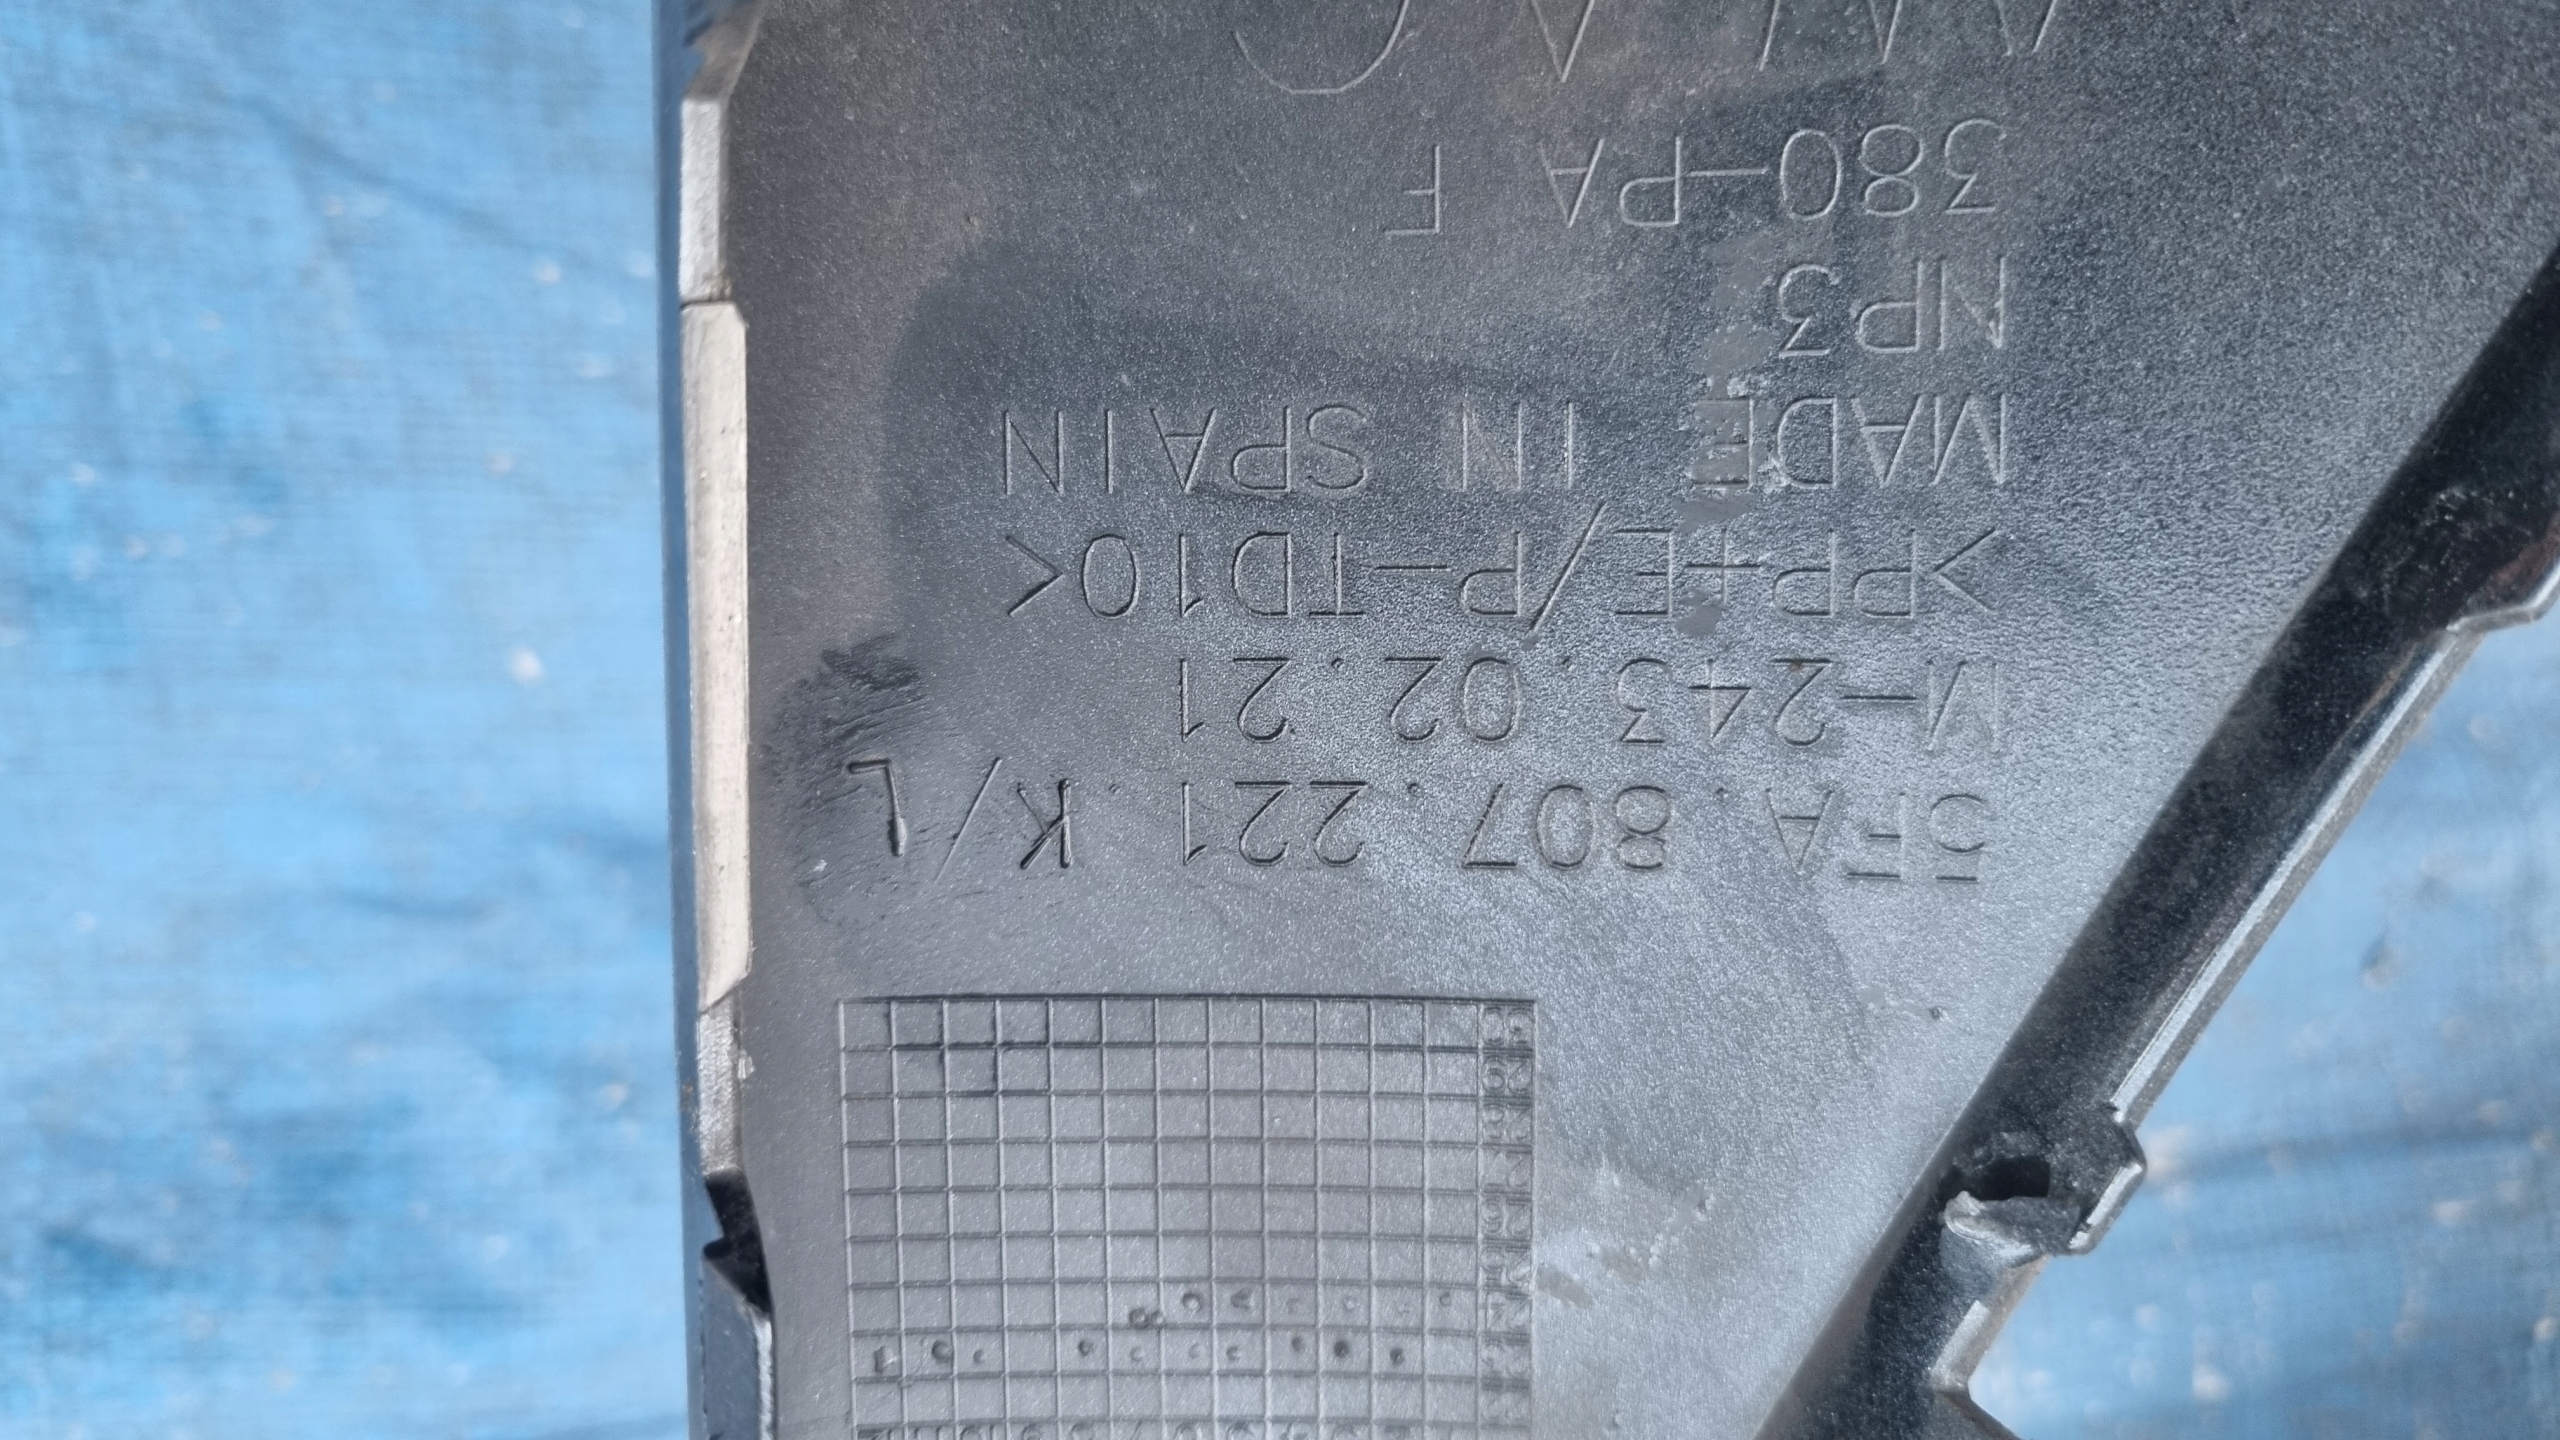 5FA.807.221.K/L
M-243.02.21
>PP+E/P-TD10<
MADE IN SPAIN
NP3
380-PA F